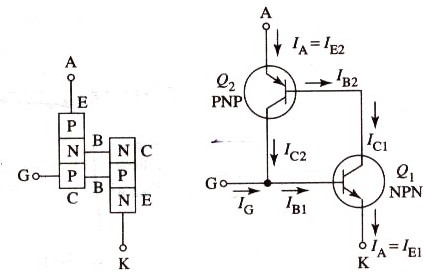 A
E
P
N B N C
G P B P
C N E
K
A
I_A = I_E2
Q_2
PNP
I_B2
I_C2
I_C1
Q_1
NPN
G
I_G
I_B1
I_A = I_E1
K